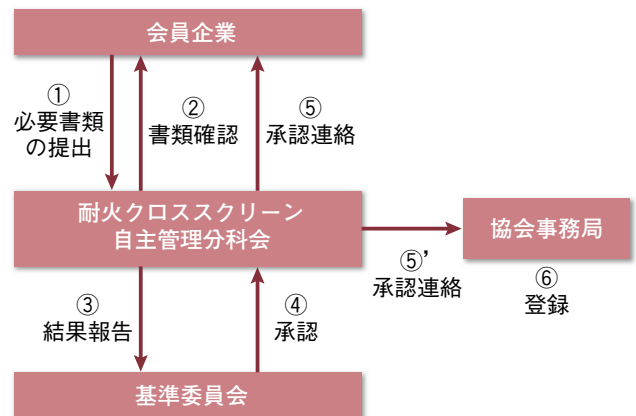 会員企業
①
必要書類
の提出
②
書類確認
⑤
承認連絡
耐火クロススクリーン
自主管理分科会
協会事務局
⑤’
承認連絡
⑥
登録
③
結果報告
④
承認
基準委員会